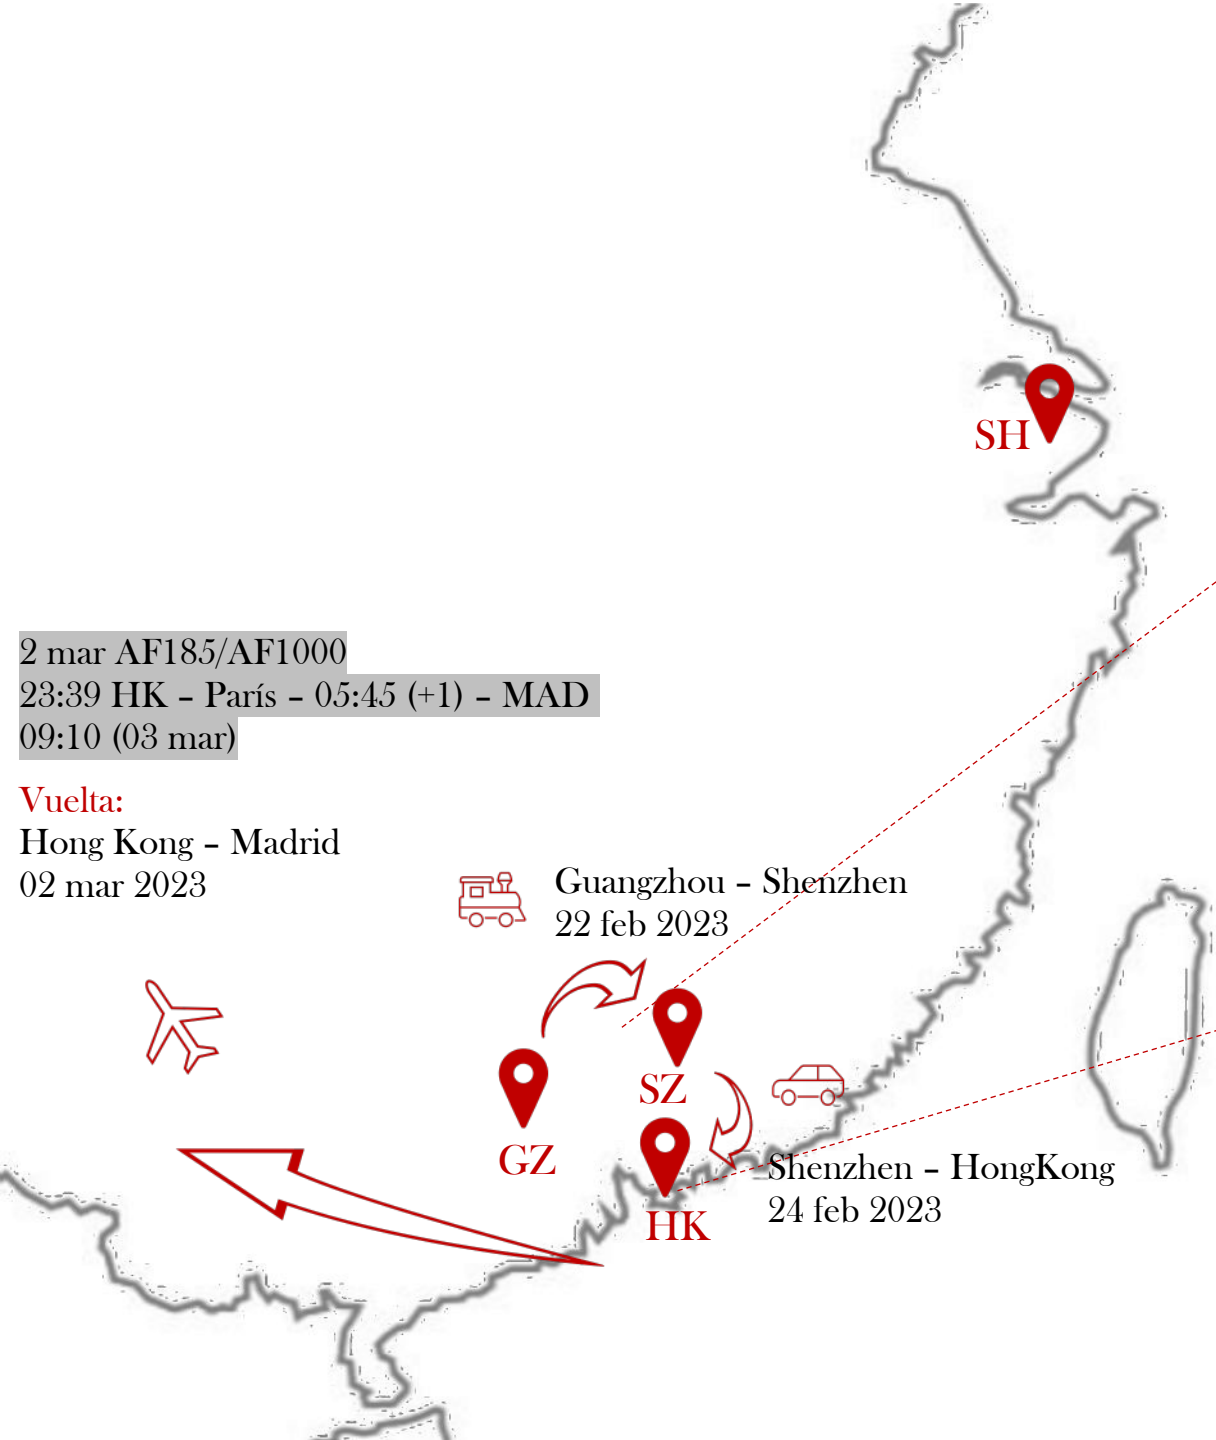 SH
2 mar AF185/AF1000
23:39 HK – París – 05:45 (+1) – MAD
09:10 (03 mar)
Vuelta:
Hong Kong – Madrid
02 mar 2023
Guangzhou – Shenzhen
22 feb 2023
SZ
GZ
Shenzhen – HongKong
24 feb 2023
HK